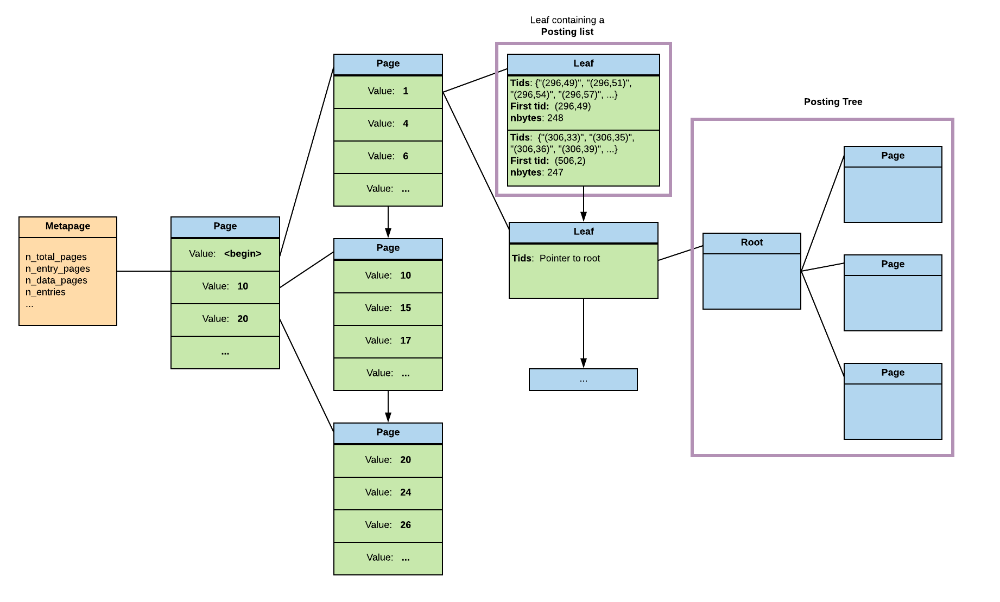 Leaf containing a
Posting list
Metapage
n_total_pages
n_entry_pages
n_data_pages
n_entries
...
Page
Value: <begin>
Value: 10
Value: 20
...
Page
Value: 1
Value: 4
Value: 6
Value: ...
Page
Value: 10
Value: 15
Value: 17
Value: ...
Page
Value: 20
Value: 24
Value: 26
Value: ...
Leaf
Tids: {"(296,49)", "(296,51)",
"(296,54)", "(296,57)", ...}
First tid: (296,49)
nbytes: 248
Tids: {"(306,33)", "(306,35)",
"(306,36)", "(306,39)", ...}
First tid: (506,2)
nbytes: 247
Leaf
Tids: Pointer to root
...
Posting Tree
Root
Page
Page
Page